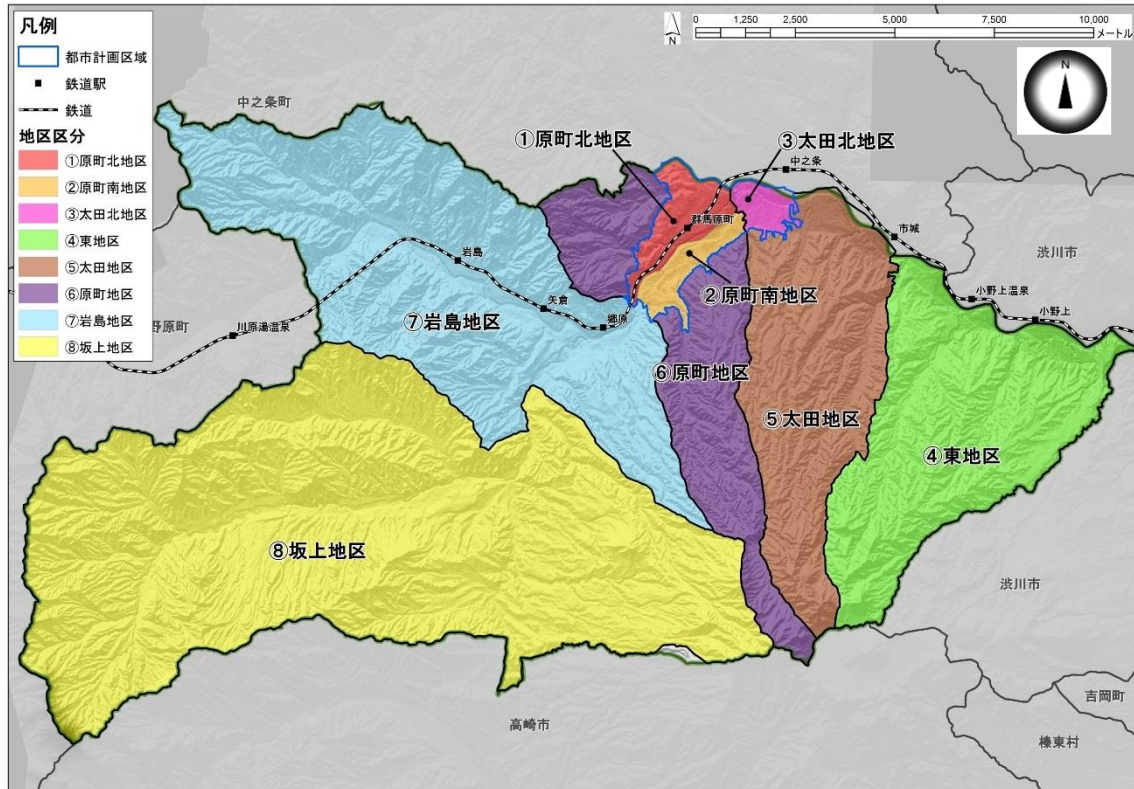 凡例
都市計画区域
鉄道駅
鉄道
地区区分
①原町北地区
②原町南地区
③太田北地区
④東地区
⑤太田地区
⑥原町地区
⑦岩島地区
⑧坂上地区
N
0 1,250 2,500 5,000 7,500 10,000
メートル
N
中之条町
①原町北地区
③太田北地区
中之条
群馬原町
市城
渋川市
岩島
小野上温泉
小野上
矢倉
②原町南地区
⑦岩島地区
郷原
野原町
川原湯温泉
⑥原町地区
⑤太田地区
④東地区
⑧坂上地区
渋川市
高崎市
吉岡町
榛東村